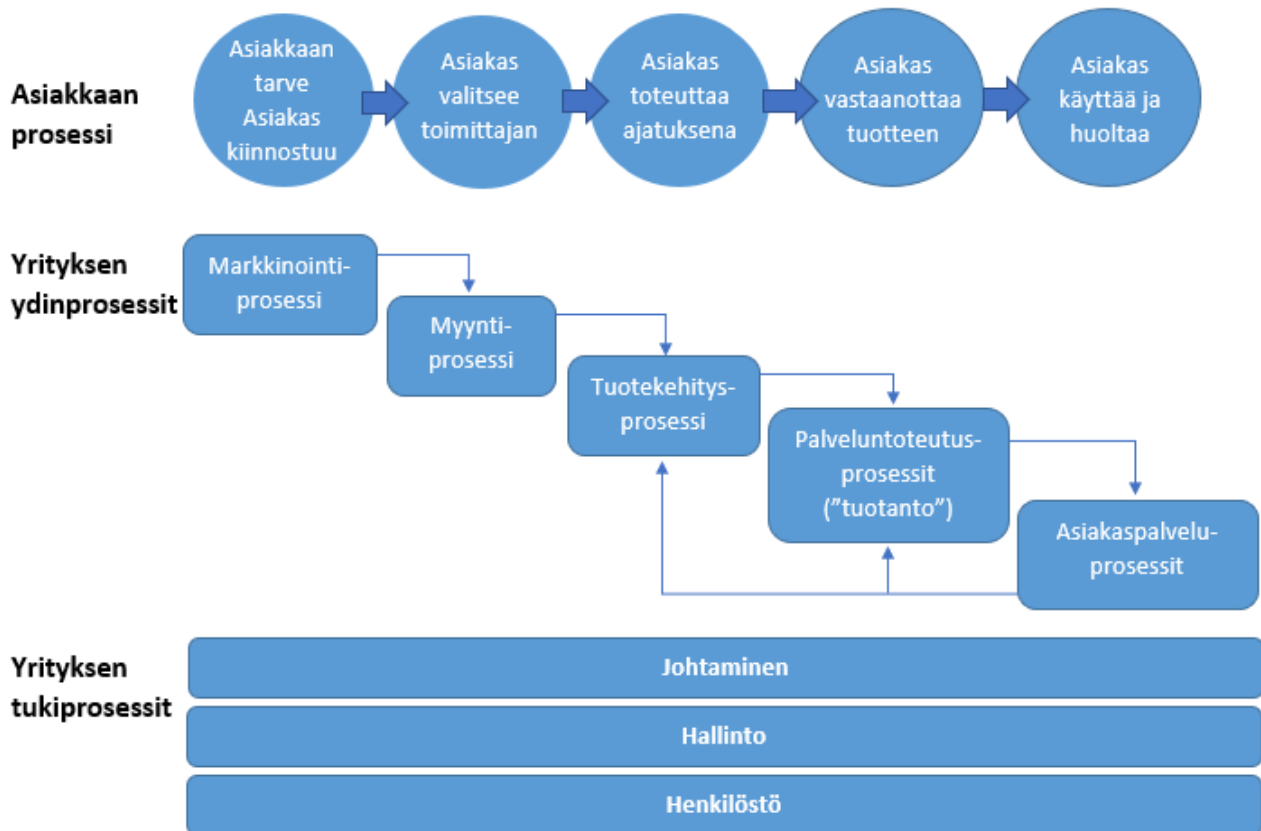 Asiakkaan
prosessi
Asiakkaan
tarve
Asiakas
kiinnostuu
Asiakas
valitsee
toimittajan
Asiakas
toteuttaa
ajatuksena
Asiakas
vastaanottaa
tuotteen
Asiakas
käyttää ja
huoltaa
Yrityksen
ydinprosessit
Markkinointi-
prosessi
Myynti-
prosessi
Tuotekehitys-
prosessi
Palveluntoteutus-
prosessit
(”tuotanto”)
Asiakaspalvelu-
prosessit
Yrityksen
tukiprosessit
Johtaminen
Hallinto
Henkilöstö